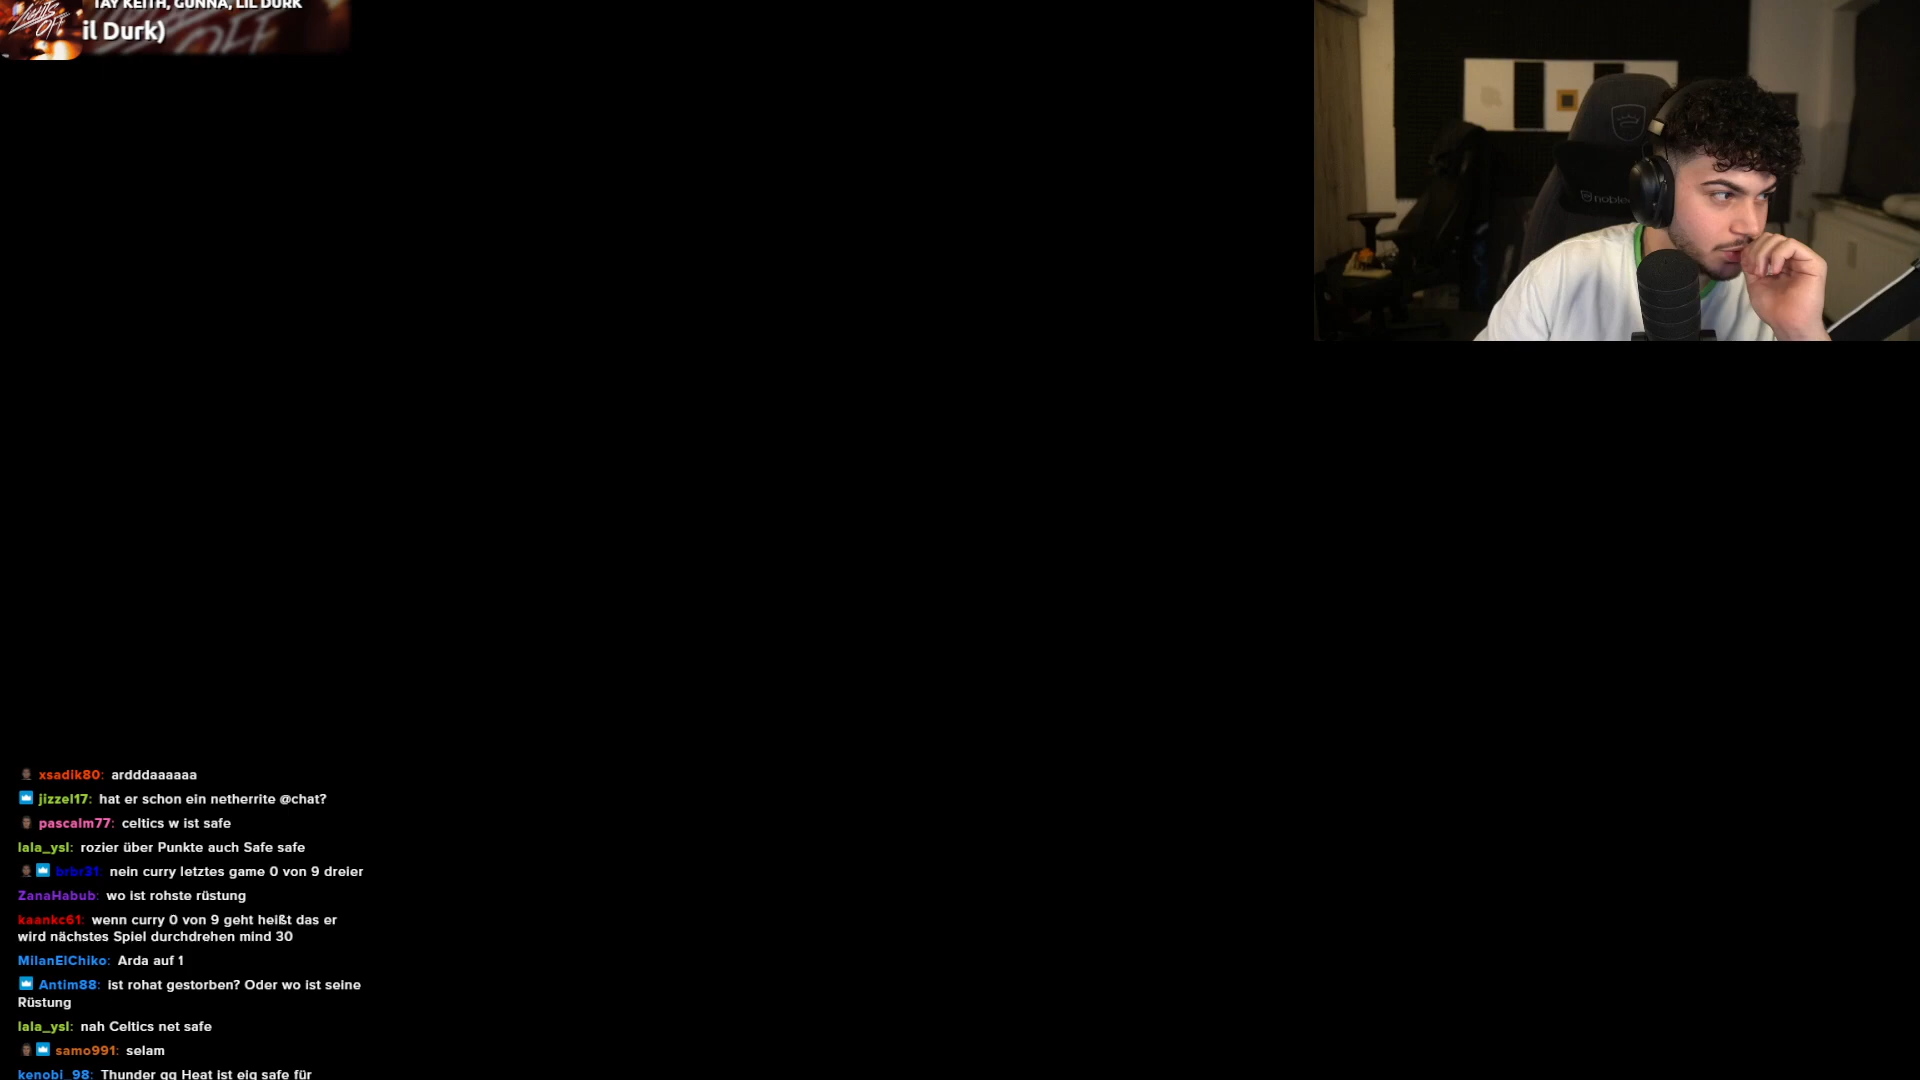 TAY KEITH, GUNNA, LIL DURK
il Durk)
LIGHTS OFF
noble
xsadik80: ardddaaaaaa
jizzel17: hat er schon ein netherrite @chat?
pascalm77: celtics w ist safe
lala_ysl: rozier über Punkte auch Safe safe
brbr31: nein curry letztes game 0 von 9 dreier
ZanaHabub: wo ist rohste rüstung
kaankc61: wenn curry 0 von 9 geht heißt das er
wird nächstes Spiel durchdrehen mind 30
MilanElChiko: Arda auf 1
Antim88: ist rohat gestorben? Oder wo ist seine
Rüstung
lala_ysl: nah Celtics net safe
samo991: selam
kenobi_98: Thunder gg Heat ist eig safe für